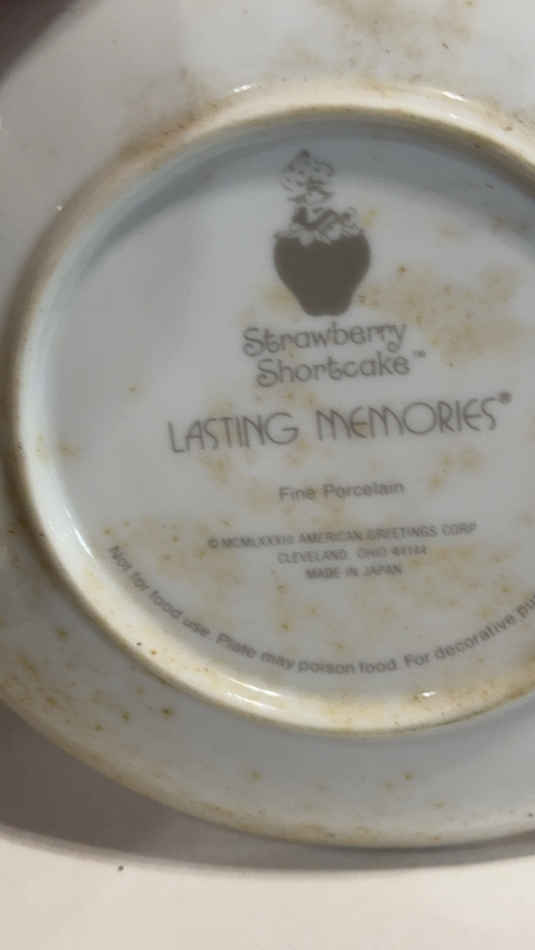 Strawberry
Shortcake™
LASTING MEMORIES®
Fine Porcelain
© MCMLXXXIII AMERICAN GREETINGS CORP
CLEVELAND, OHIO 44144
MADE IN JAPAN
Not for food use. Plate may poison food. For decorative